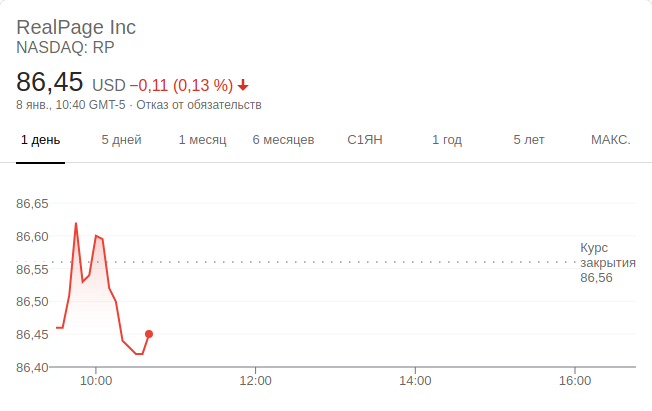 RealPage Inc
NASDAQ: RP
86,45 USD −0,11 (0,13 %)
8 янв., 10:40 GMT-5 · Отказ от обязательств
1 день 5 дней 1 месяц 6 месяцев С1ЯН 1 год 5 лет МАКС.
86,65
86,60
Курс
закрытия
86,56
86,55
86,50
86,45
86,40
10:00 12:00 14:00 16:00